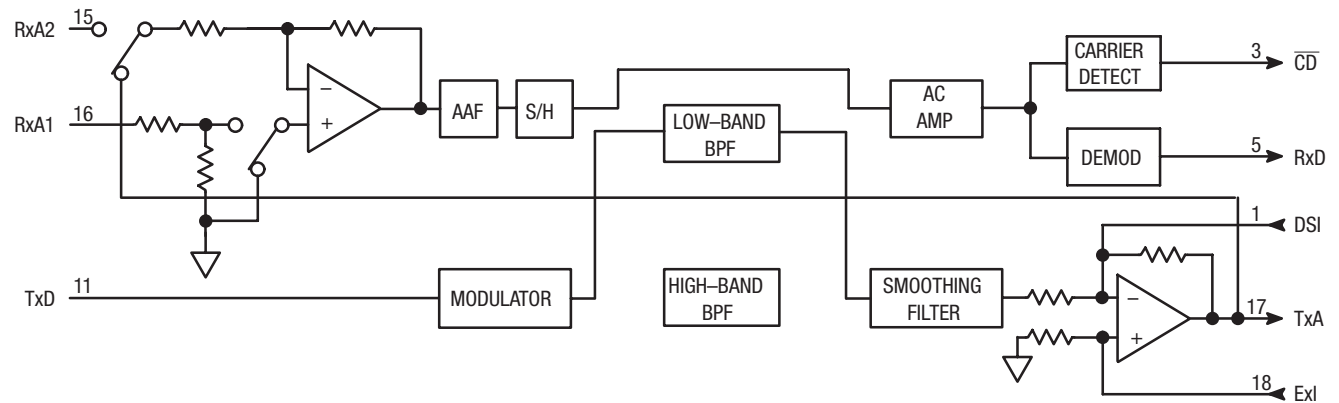 RxA2 15
RxA1 16
−
+
AAF
S/H
LOW–BAND
BPF
AC
AMP
CARRIER
DETECT
3 CD
DEMOD
5 RxD
1 DSI
TxD 11
MODULATOR
HIGH–BAND
BPF
SMOOTHING
FILTER
−
+
17 TxA
18 ExI